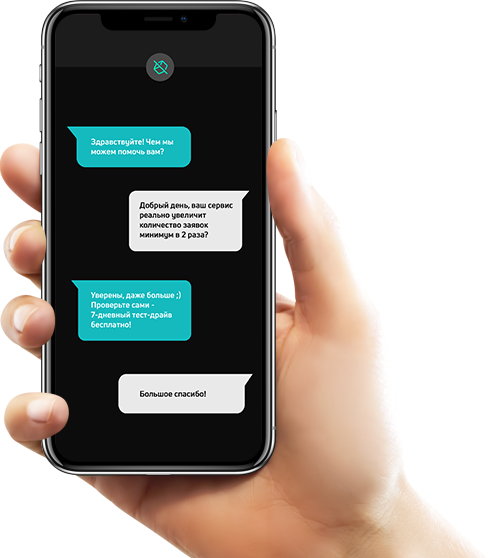 Здравствуйте! Чем мы
можем помочь вам?
Добрый день, ваш сервис
реально увеличит
количество заявок
минимум в 2 раза?
Уверены, даже больше ;)
Проверьте сами -
7-дневный тест-драйв
бесплатно!
Большое спасибо!